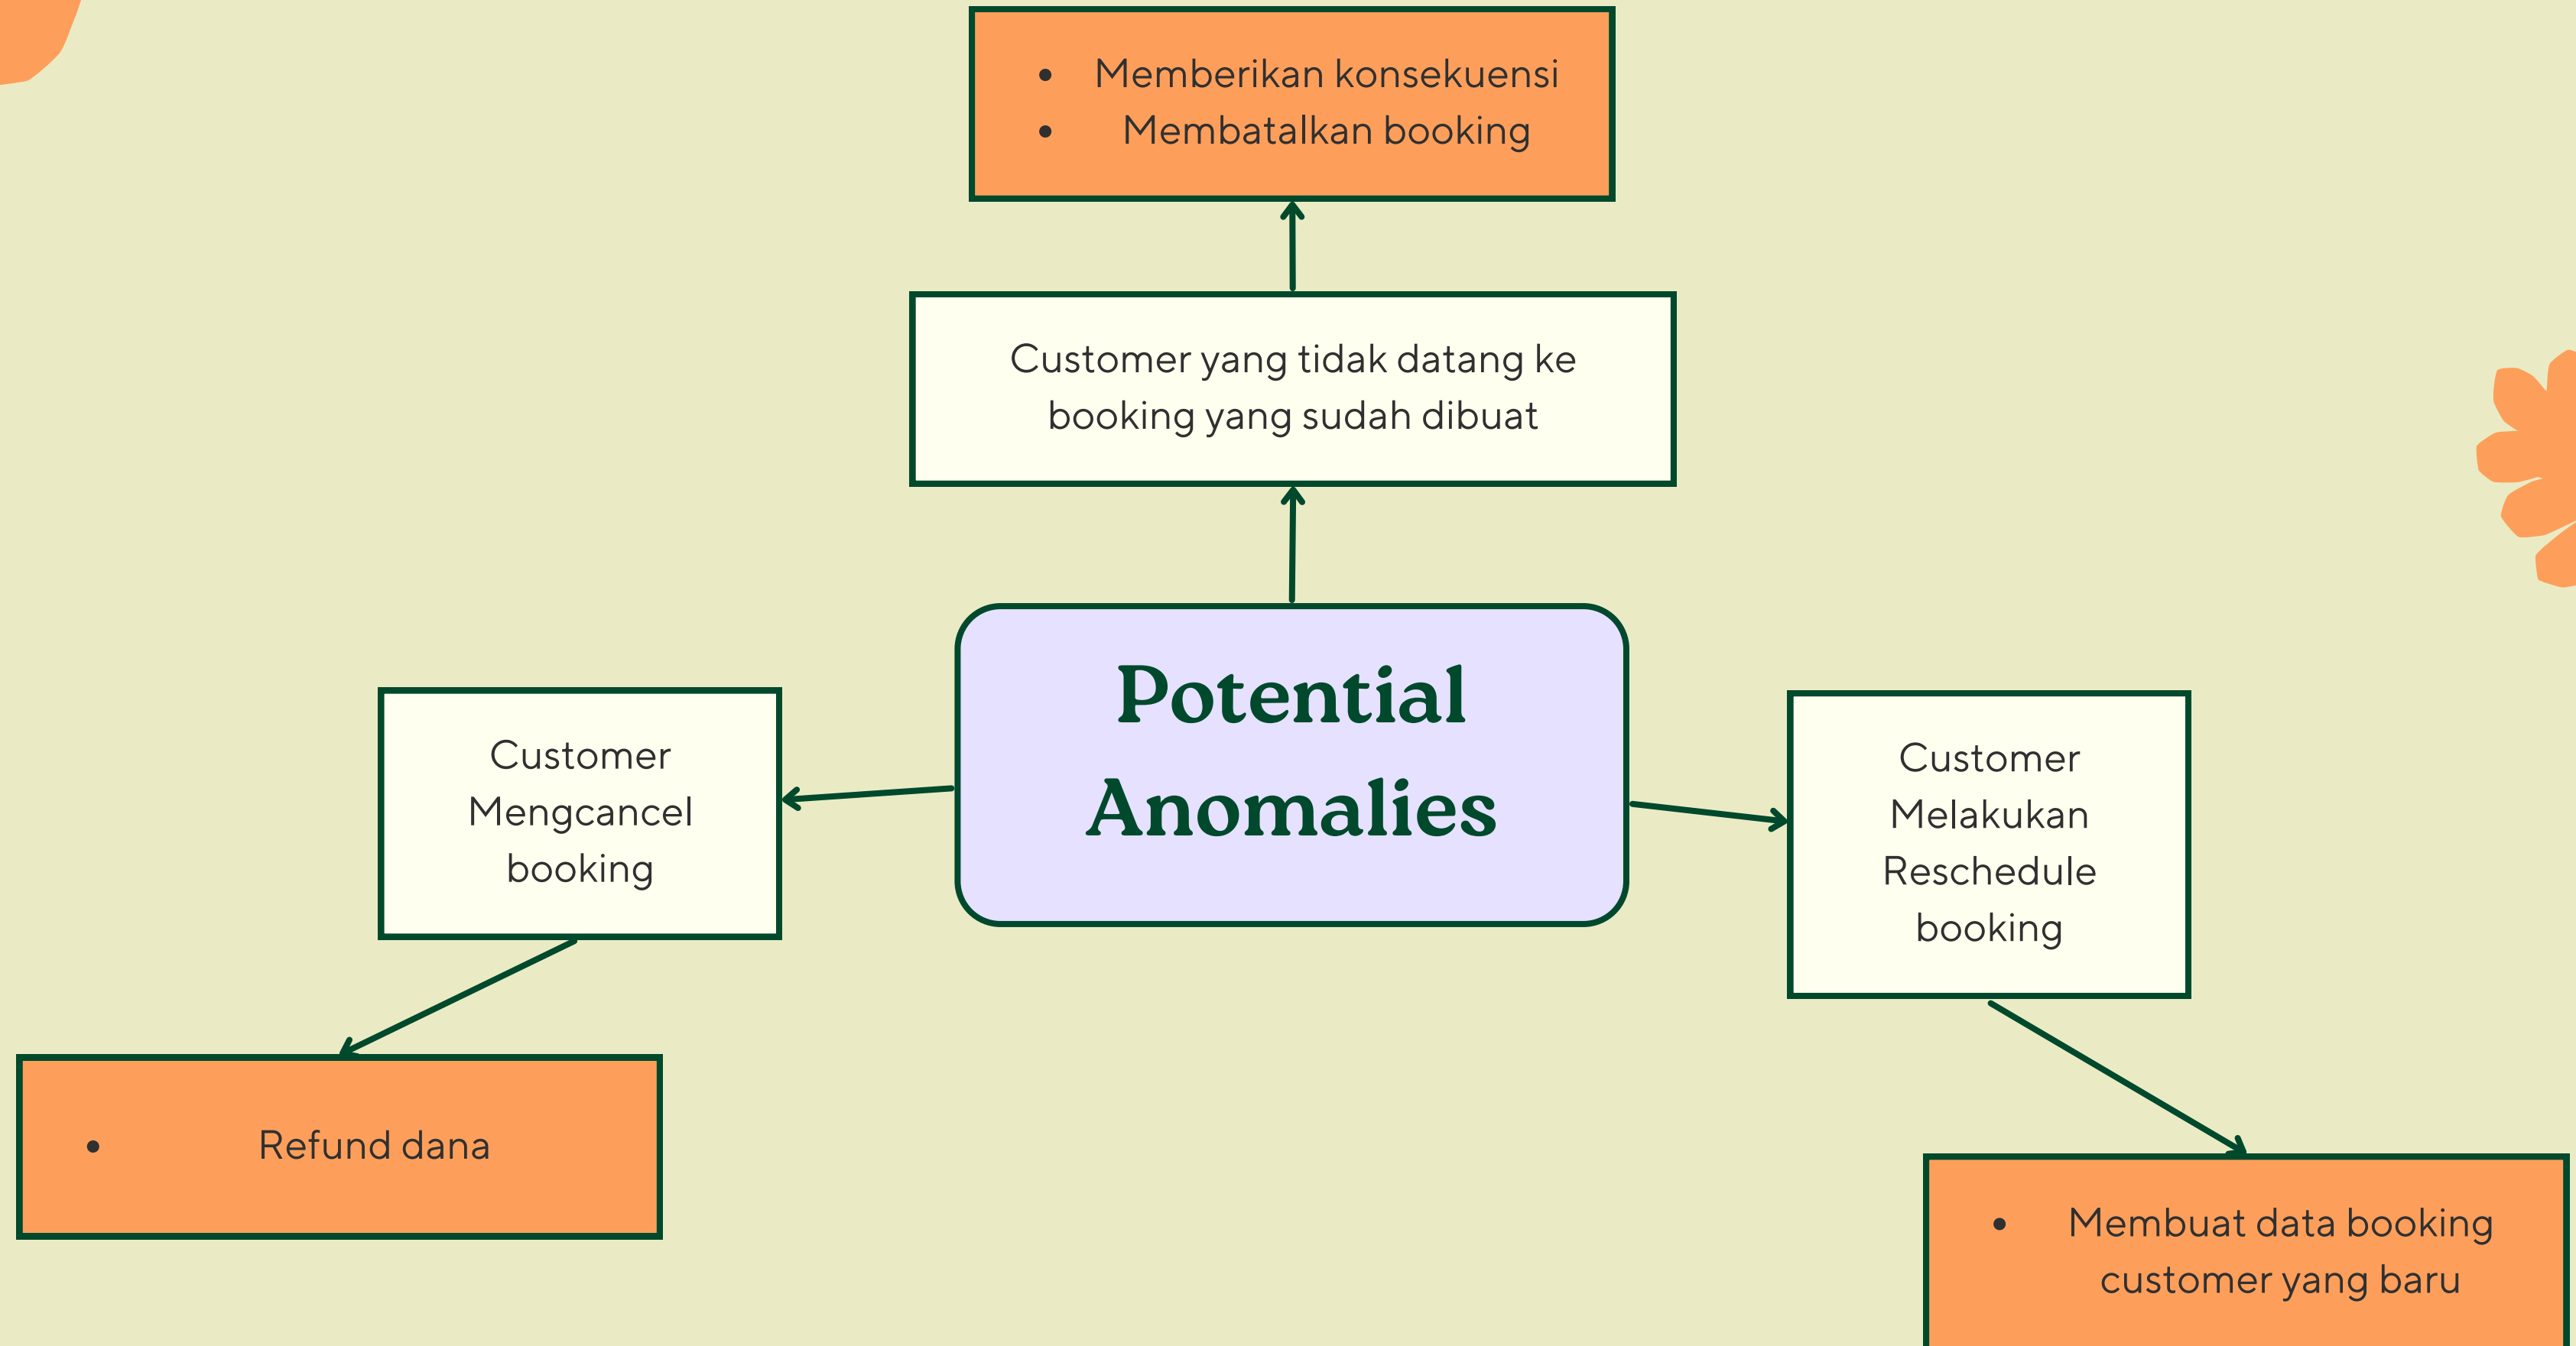 • Memberikan konsekuensi
• Membatalkan booking
Customer yang tidak datang ke
booking yang sudah dibuat
Potential
Anomalies
Customer
Mengcancel
booking
Customer
Melakukan
Reschedule
booking
• Refund dana
• Membuat data booking
customer yang baru